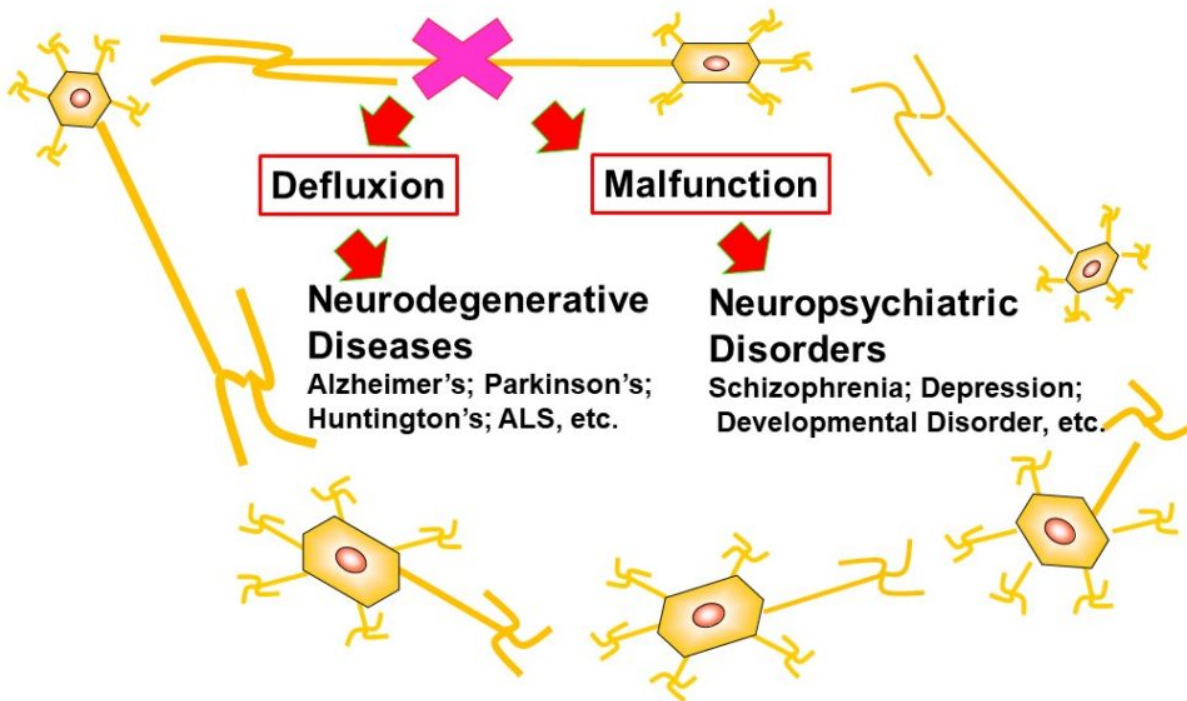 Defluxion
Malfunction
Neurodegenerative
Diseases
Alzheimer’s; Parkinson’s;
Huntington’s; ALS, etc.
Neuropsychiatric
Disorders
Schizophrenia; Depression;
Developmental Disorder, etc.